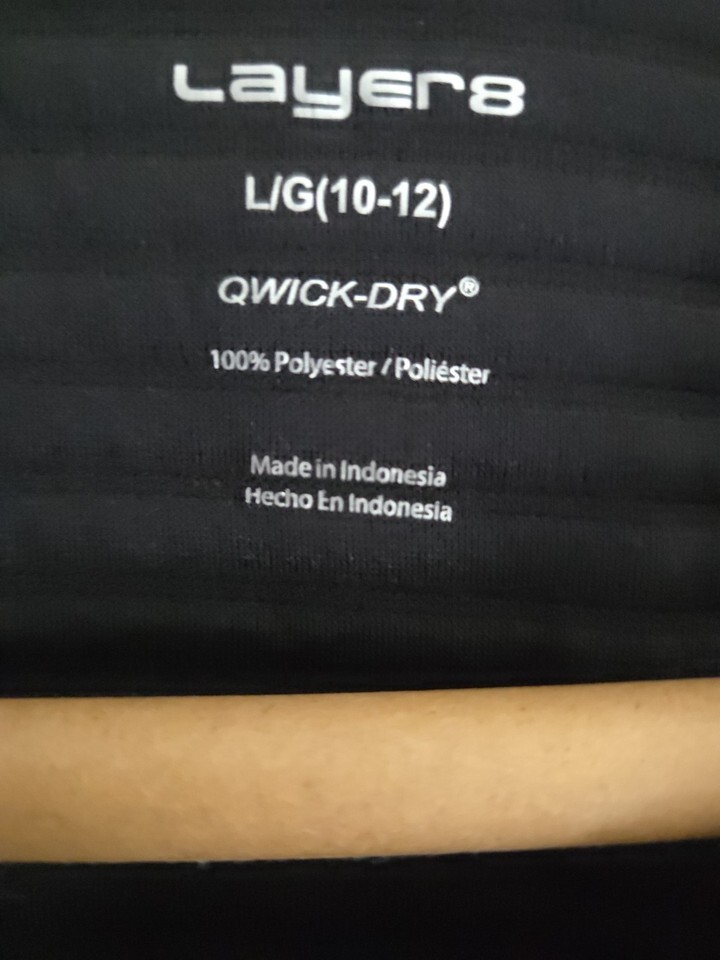 Layer8
L/G(10-12)
QWICK-DRY®
100% Polyester / Poliéster
Made in Indonesia
Hecho En Indonesia